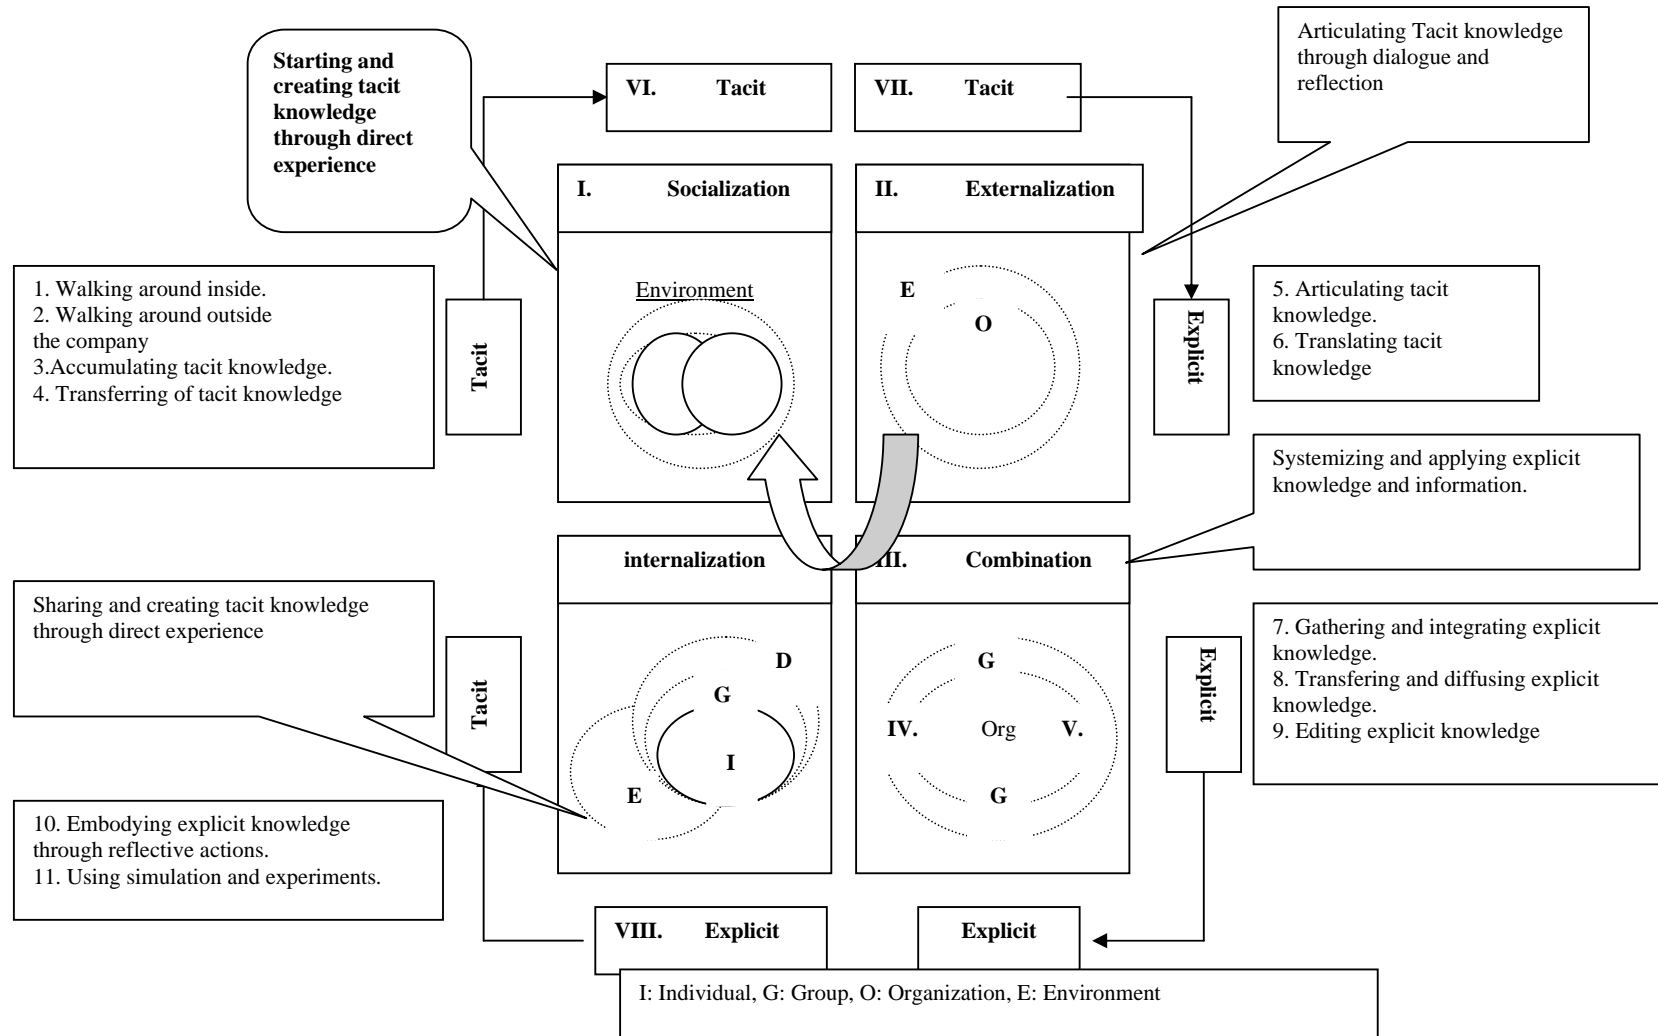 Starting and
creating tacit
knowledge
through direct
experience
VI. Tacit
VII. Tacit
Articulating Tacit knowledge
through dialogue and
reflection
I. Socialization
II. Externalization
1. Walking around inside.
2. Walking around outside
the company
3.Accumulating tacit knowledge.
4. Transferring of tacit knowledge
Tacit
Environment
E
O
Explicit
5. Articulating tacit
knowledge.
6. Translating tacit
knowledge
Systemizing and applying explicit
knowledge and information.
internalization
III. Combination
Sharing and creating tacit knowledge
through direct experience
Tacit
D
G
I
E
G
IV. Org V.
G
Explicit
7. Gathering and integrating explicit
knowledge.
8. Transfering and diffusing explicit
knowledge.
9. Editing explicit knowledge
10. Embodying explicit knowledge
through reflective actions.
11. Using simulation and experiments.
VIII. Explicit
Explicit
I: Individual, G: Group, O: Organization, E: Environment